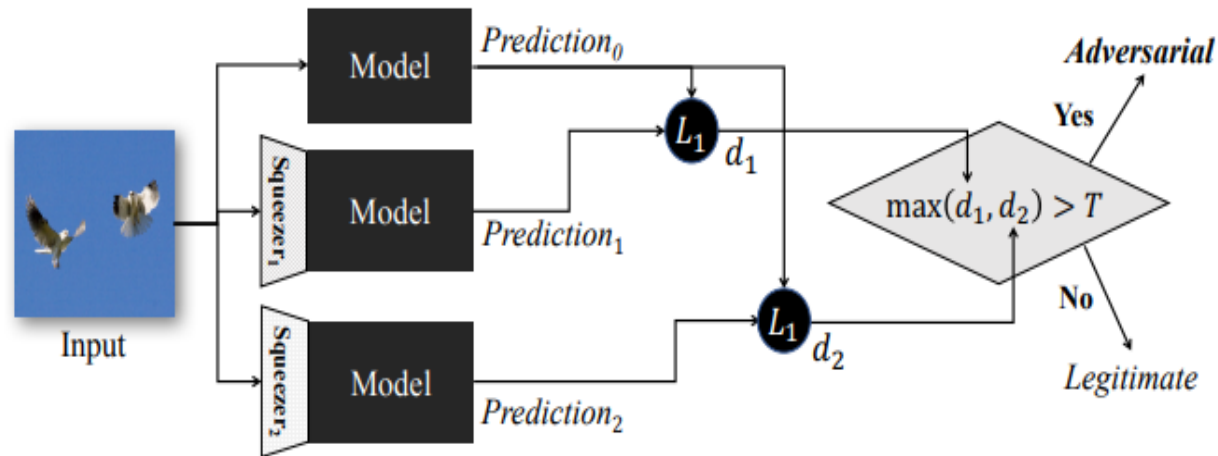 Model
Prediction₀
Adversarial
Yes
L₁
d₁
Squeezer₁
Model
max(d₁, d₂) > T
Prediction₁
No
L₁
d₂
Input
Squeezer₂
Model
Legitimate
Prediction₂